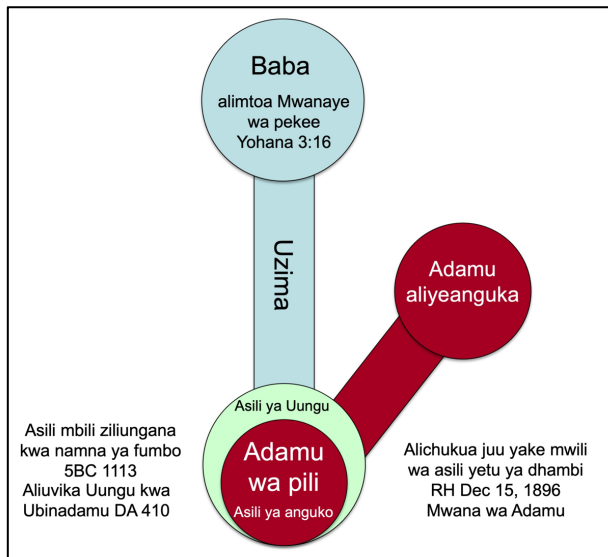 Baba
alimtoa Mwanaye
wa pekee
Yohana 3:16
Uzima
Adamu
aliyeanguka
Asili ya Uungu
Adamu
wa pili
Asili ya anguko
Asili mbili ziliungana
kwa namna ya fumbo
5BC 1113
Aliuvika Uungu kwa
Ubinadamu DA 410
Alichukua juu yake mwili
wa asili yetu ya dhambi
RH Dec 15, 1896
Mwana wa Adamu